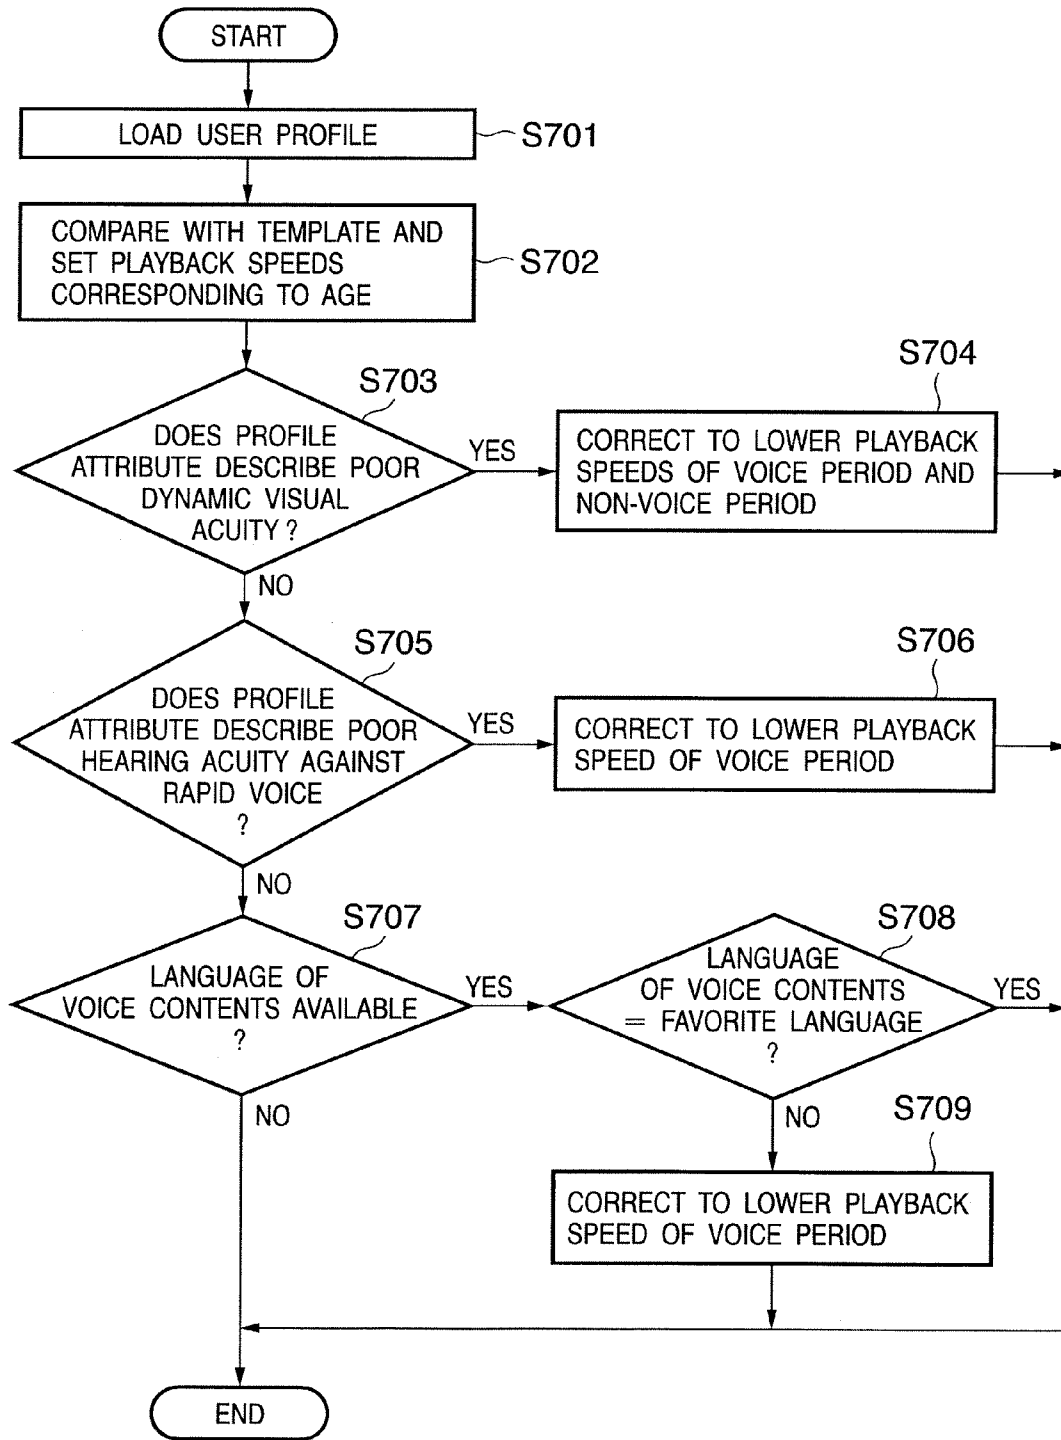 START
LOAD USER PROFILE
S701
COMPARE WITH TEMPLATE AND
SET PLAYBACK SPEEDS
CORRESPONDING TO AGE
S702
S703
DOES PROFILE
ATTRIBUTE DESCRIBE POOR
DYNAMIC VISUAL
ACUITY ?
YES
NO
S704
CORRECT TO LOWER PLAYBACK
SPEEDS OF VOICE PERIOD AND
NON-VOICE PERIOD
S705
DOES PROFILE
ATTRIBUTE DESCRIBE POOR
HEARING ACUITY AGAINST
RAPID VOICE
?
YES
NO
S706
CORRECT TO LOWER PLAYBACK
SPEED OF VOICE PERIOD
S707
LANGUAGE OF
VOICE CONTENTS AVAILABLE
?
YES
NO
S708
LANGUAGE
OF VOICE CONTENTS
= FAVORITE LANGUAGE
?
YES
NO
S709
CORRECT TO LOWER PLAYBACK
SPEED OF VOICE PERIOD
END